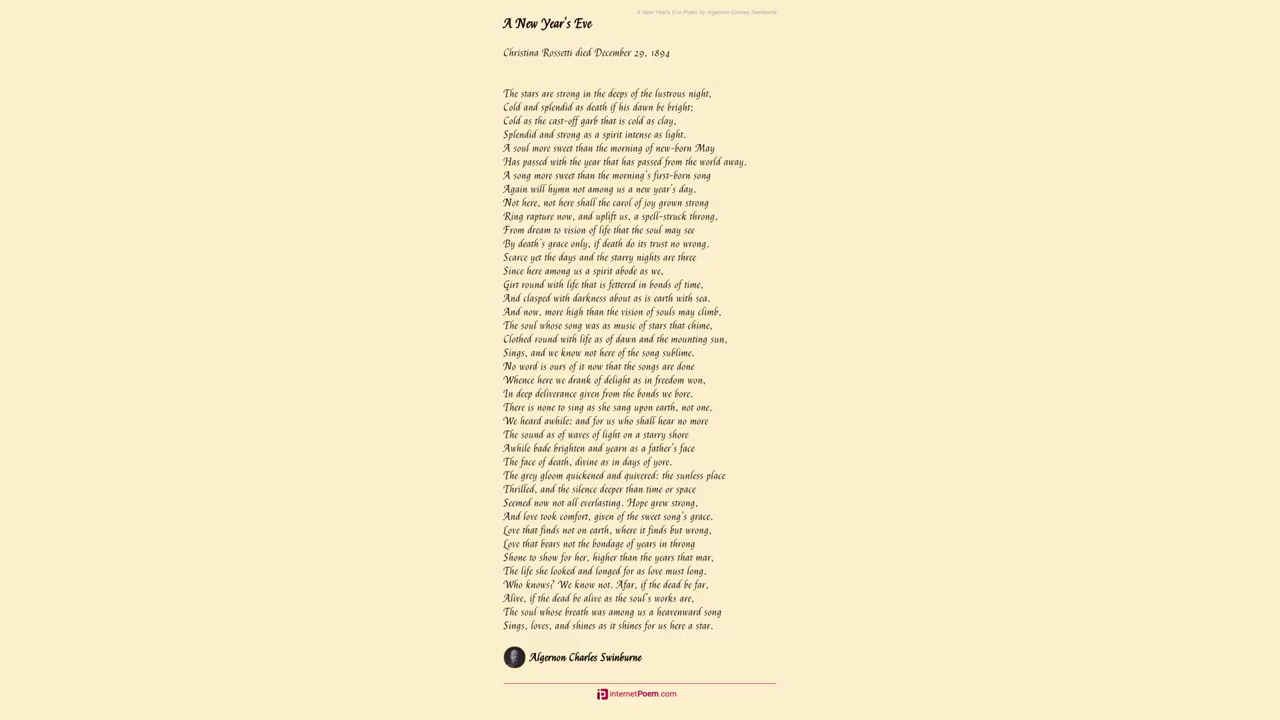 A New Year's Eve Poem by Algernon Charles Swinburne
A New Year's Eve
Christina Rossetti died December 29, 1894
The stars are strong in the deeps of the lustrous night,
Cold and splendid as death if his dawn be bright;
Cold as the cast-off garb that is cold as clay,
Splendid and strong as a spirit intense as light.
A soul more sweet than the morning of new-born May
Has passed with the year that has passed from the world away.
A song more sweet than the morning's first-born song
Again will hymn not among us a new year's day.
Not here, not here shall the carol of joy grown strong
Ring rapture now, and uplift us, a spell-struck throng,
From dream to vision of life that the soul may see
By death's grace only, if death do its trust no wrong.
Scarce yet the days and the starry nights are three
Since here among us a spirit abode as we,
Girt round with life that is fettered in bonds of time,
And clasped with darkness about as is earth with sea.
And now, more high than the vision of souls may climb,
The soul whose song was as music of stars that chime,
Clothed round with life as of dawn and the mounting sun,
Sings, and we know not here of the song sublime.
No word is ours of it now that the songs are done
Whence here we drank of delight as in freedom won,
In deep deliverance given from the bonds we bore.
There is none to sing as she sang upon earth, not one.
We heard awhile; and for us who shall hear no more
The sound as of waves of light on a starry shore
Awhile bade brighten and yearn as a father's face
The face of death, divine as in days of yore.
The grey gloom quickened and quivered; the sunless place
Thrilled, and the silence deeper than time or space
Seemed now not all everlasting. Hope grew strong,
And love took comfort, given of the sweet song's grace.
Love that finds not on earth, where it finds but wrong,
Love that bears not the bondage of years in throng
Shone to show for her, higher than the years that mar,
The life she looked and longed for as love must long.
Who knows? We know not. Afar, if the dead be far,
Alive, if the dead be alive as the soul's works are,
The soul whose breath was among us a heavenward song
Sings, loves, and shines as it shines for us here a star.
Algernon Charles Swinburne
internetPoem.com